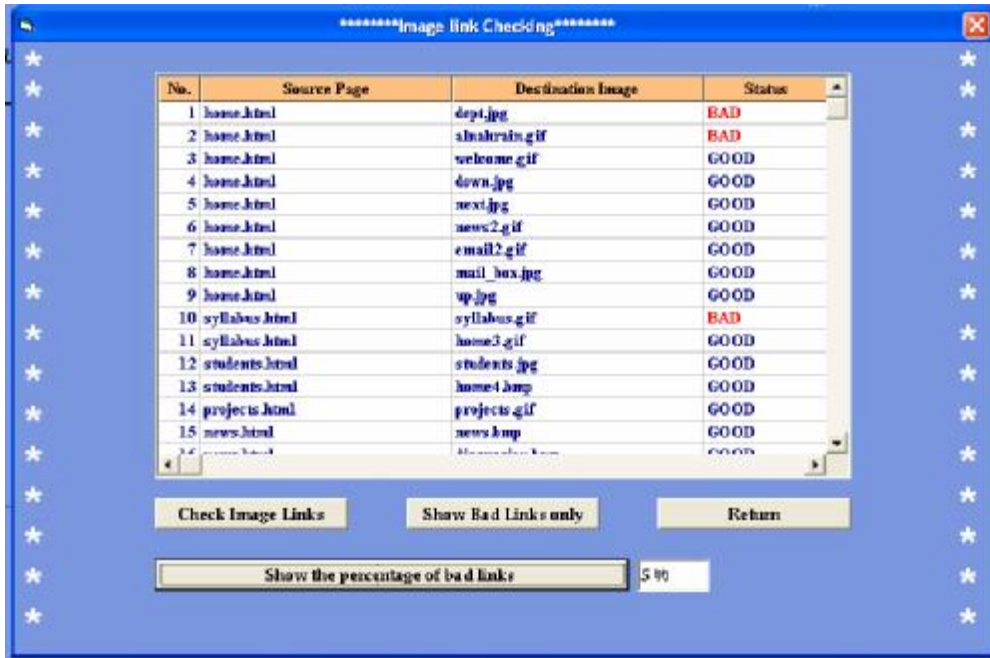 ********Image link Checking********
No. Source Page Destination Image Status
1 home.html dept.jpg BAD
2 home.html alnahrain.gif BAD
3 home.html welcome.gif GOOD
4 home.html down.jpg GOOD
5 home.html next.jpg GOOD
6 home.html news2.gif GOOD
7 home.html email2.gif GOOD
8 home.html mail_box.jpg GOOD
9 home.html up.jpg GOOD
10 syllabus.html syllabus.gif BAD
11 syllabus.html home3.gif GOOD
12 students.html students.jpg GOOD
13 students.html home4.bmp GOOD
14 projects.html projects.gif GOOD
15 news.html news.bmp GOOD
Check Image Links Show Bad Links only Return
Show the percentage of bad links 5 %